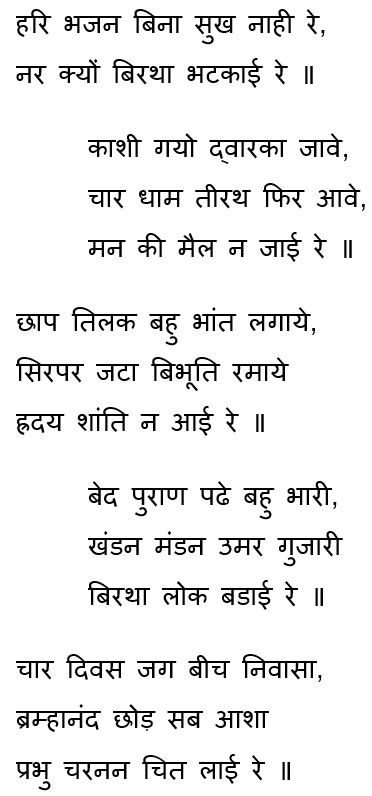 हरि भजन बिना सुख नाही रे,
नर क्यों बिरथा भटकाई रे ॥
काशी गयो द्वारका जावे,
चार धाम तीरथ फिर आवे,
मन की मैल न जाई रे ॥
छाप तिलक बहु भांत लगाये,
सिरपर जटा बिभूति रमाये
ह्रदय शांति न आई रे ॥
बेद पुराण पढे बहु भारी,
खंडन मंडन उमर गुजारी
बिरथा लोक बडाई रे ॥
चार दिवस जग बीच निवासा,
ब्रम्हानंद छोड़ सब आशा
प्रभु चरनन चित लाई रे ॥